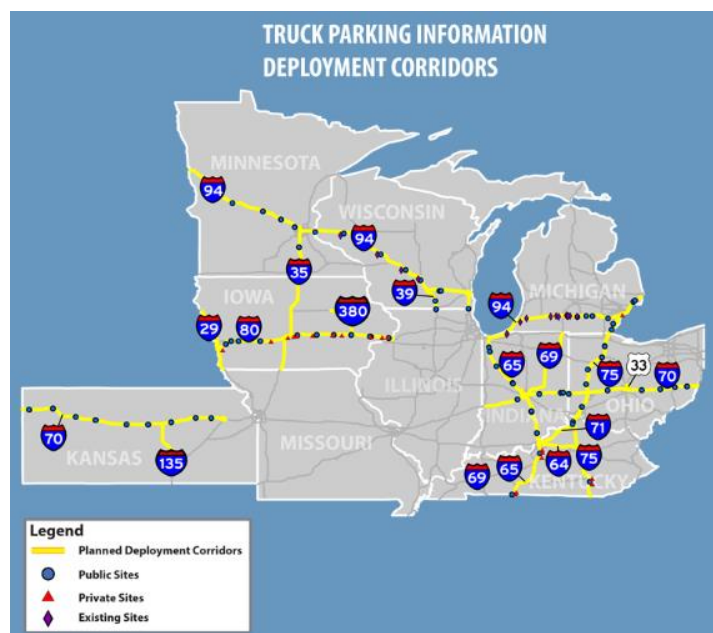 TRUCK PARKING INFORMATION
DEPLOYMENT CORRIDORS
MINNESOTA
94
WISCONSIN
94
35
39
94
MICHIGAN
IOWA
380
29
80
65
69
75
33
70
ILLINOIS
INDIANA
OHIO
70
KANSAS
135
MISSOURI
71
69
65
64
75
KENTUCKY
Legend
Planned Deployment Corridors
Public Sites
Private Sites
Existing Sites